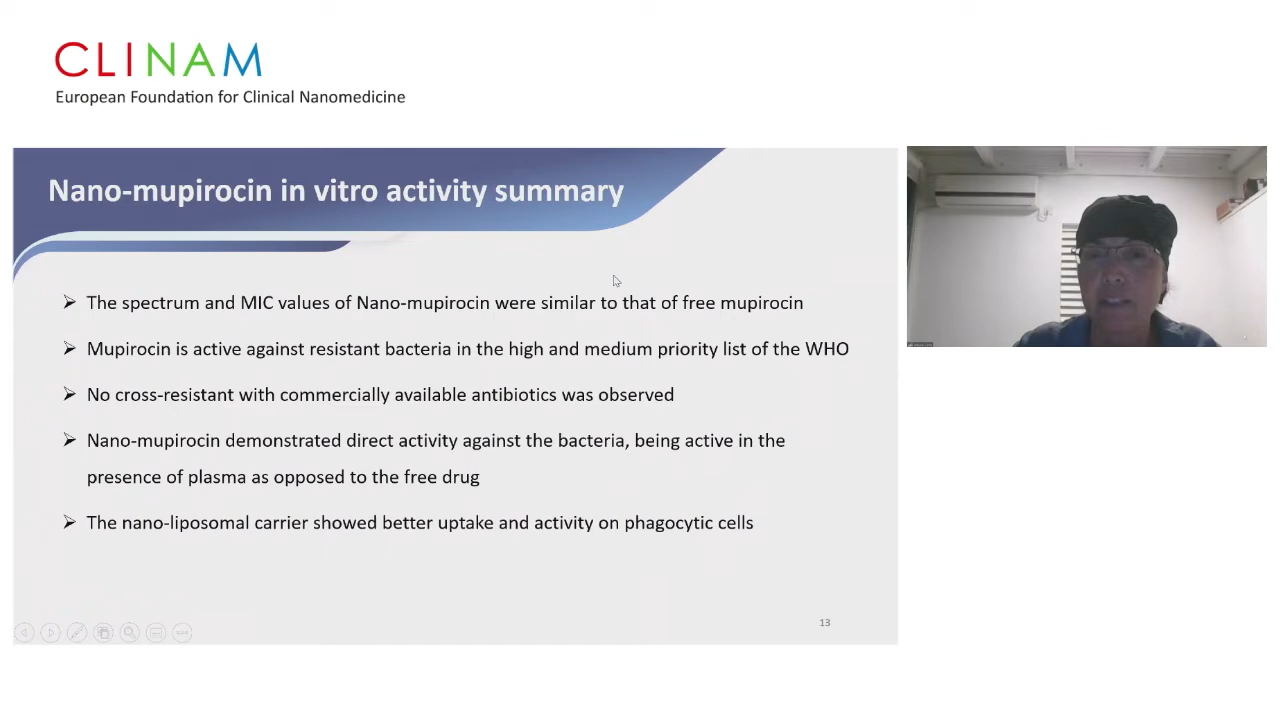 CLINAM
European Foundation for Clinical Nanomedicine
Nano-mupirocin in vitro activity summary
The spectrum and MIC values of Nano-mupirocin were similar to that of free mupirocin
Mupirocin is active against resistant bacteria in the high and medium priority list of the WHO
No cross-resistant with commercially available antibiotics was observed
Nano-mupirocin demonstrated direct activity against the bacteria, being active in the
presence of plasma as opposed to the free drug
The nano-liposomal carrier showed better uptake and activity on phagocytic cells
13